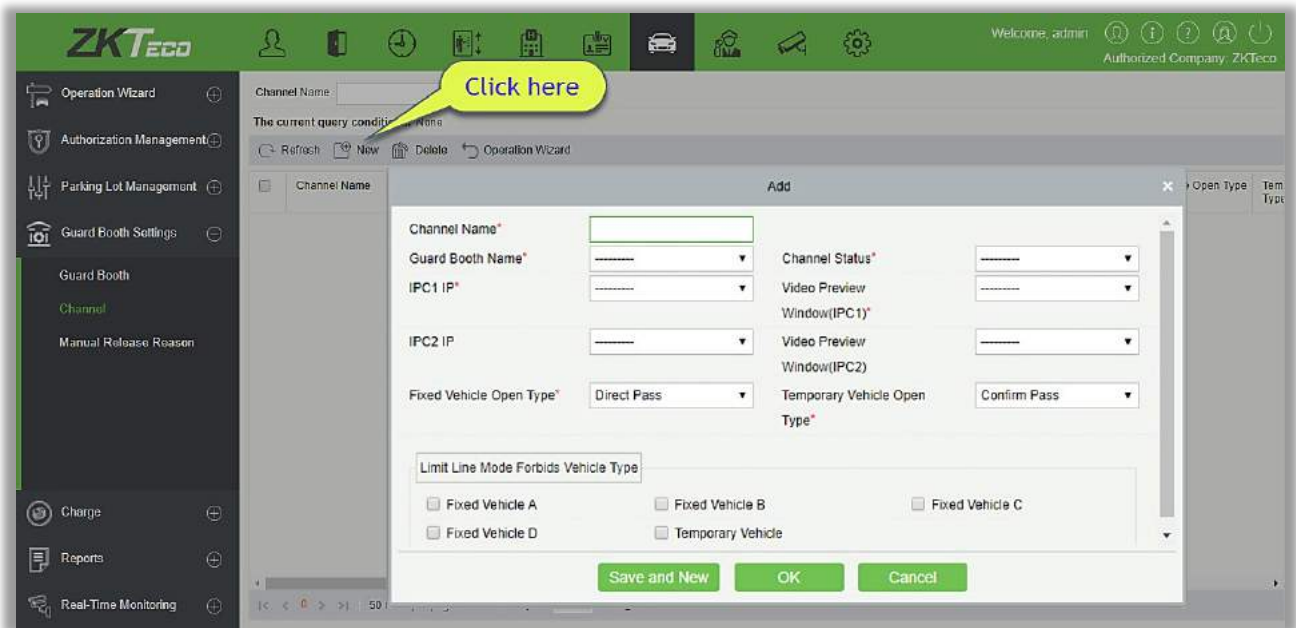 ZKTECO
Welcome, admin
Authorized Company: ZKTeco
Click here
Operation Wizard
Authorization Management
Parking Lot Management
Guard Booth Settings
Guard Booth
Channel
Manual Release Reason
Charge
Reports
Real-Time Monitoring
Channel Name
The current query None
Refresh New Delete Operation Wizard
Channel Name Open Type
Add
Channel Name*
Guard Booth Name* --------- Channel Status* ---------
IPC1 IP* --------- Video Preview ---------
Window(IPC1)*
IPC2 IP --------- Video Preview ---------
Window(IPC2)
Fixed Vehicle Open Type* Direct Pass Temporary Vehicle Open Confirm Pass
Type*
Limit Line Mode Forbids Vehicle Type
Fixed Vehicle A Fixed Vehicle B Fixed Vehicle C
Fixed Vehicle D Temporary Vehicle
Save and New OK Cancel
|< < 0 > >| 50